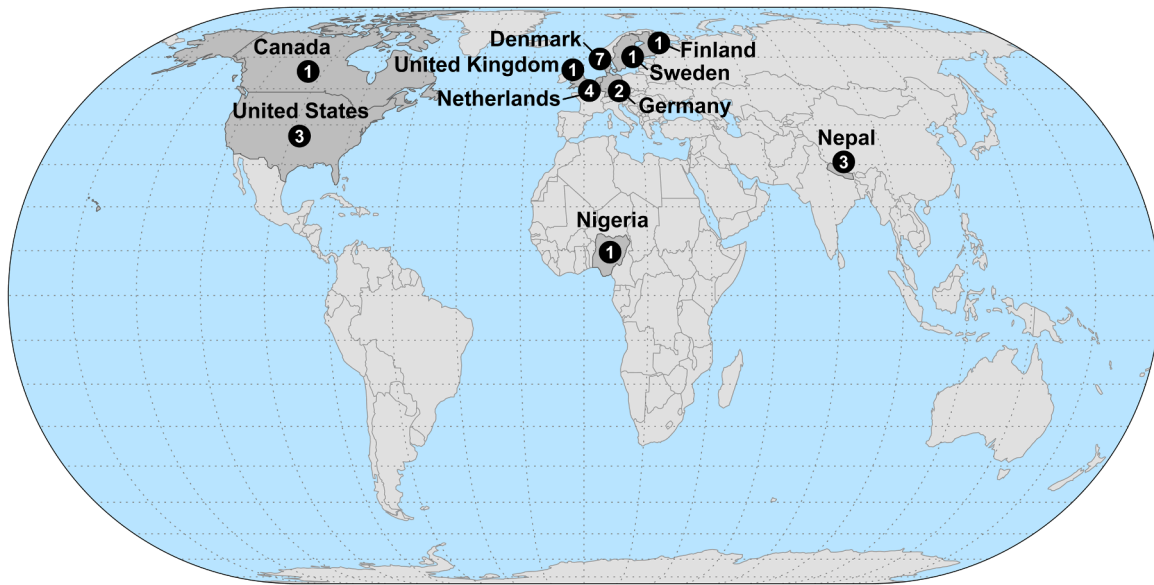 Canada
1
United States
3
Denmark
7
1
Finland
United Kingdom
1
1
Sweden
Netherlands
4
2
Germany
Nepal
3
Nigeria
1